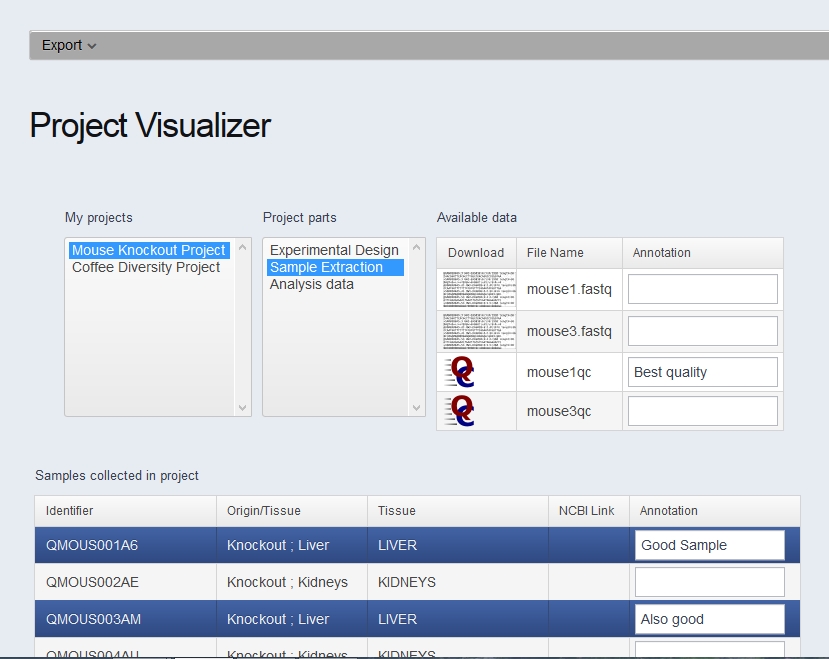 Export
Project Visualizer
My projects
Project parts
Available data
Mouse Knockout Project
Coffee Diversity Project
Experimental Design
Sample Extraction
Analysis data
Download File Name Annotation
mouse1.fastq
mouse3.fastq
QC mouse1qc Best quality
QC mouse3qc
Samples collected in project
Identifier Origin/Tissue Tissue NCBI Link Annotation
QMOUS001A6 Knockout ; Liver LIVER Good Sample
QMOUS002AE Knockout ; Kidneys KIDNEYS
QMOUS003AM Knockout ; Liver LIVER Also good
QMOUS004AU Knockout ; Kidneys KIDNEYS